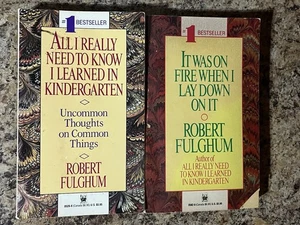 #1 BESTSELLER
ALL I REALLY
NEED TO KNOW
I LEARNED IN
KINDERGARTEN
Uncommon
Thoughts
on Common
Things
ROBERT
FULGHUM
#1 BESTSELLER
IT WAS ON
FIRE WHEN I
LAY DOWN
ON IT
ROBERT
FULGHUM
Author of
ALL I REALLY NEED
TO KNOW I LEARNED
IN KINDERGARTEN